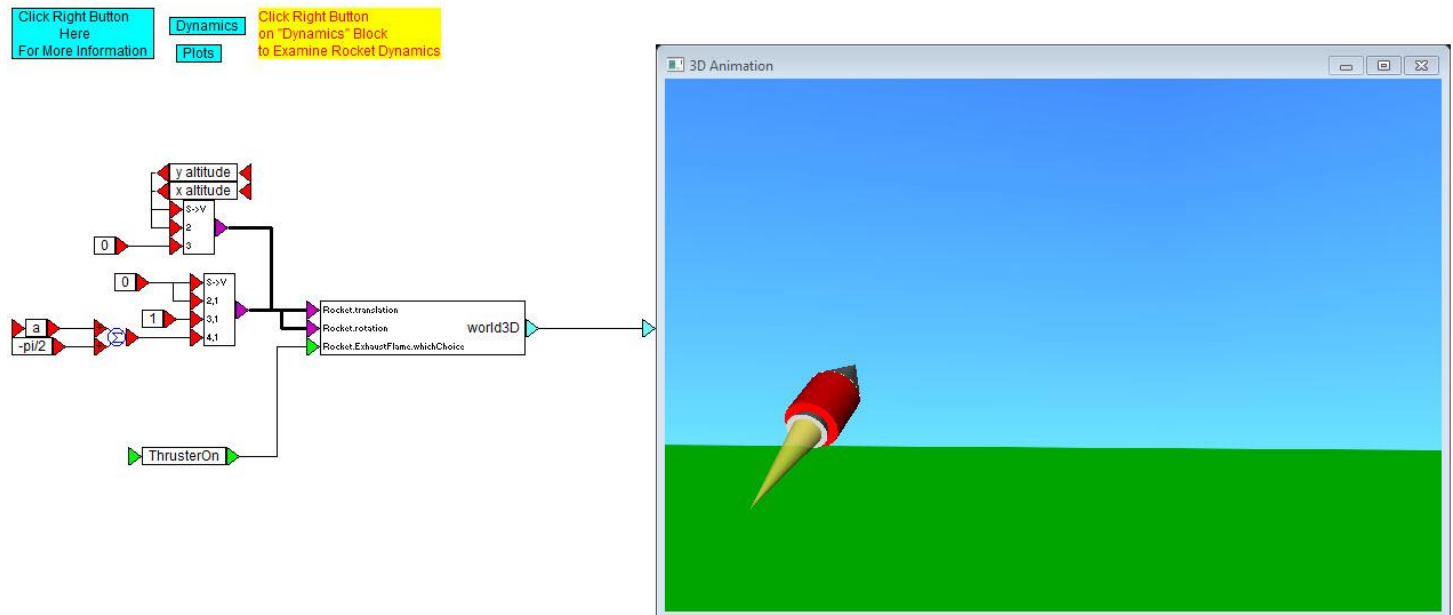 Click Right Button
Here
For More Information
Dynamics
Plots
Click Right Button
on "Dynamics" Block
to Examine Rocket Dynamics
3D Animation
y altitude
x altitude
S->V
2
3
0
0
S->V
2,1
3,1
4,1
1
a
-pi/2
Σ
Rocket.translation
Rocket.rotation
Rocket.ExhaustFlame.whichChoice
world3D
ThrusterOn